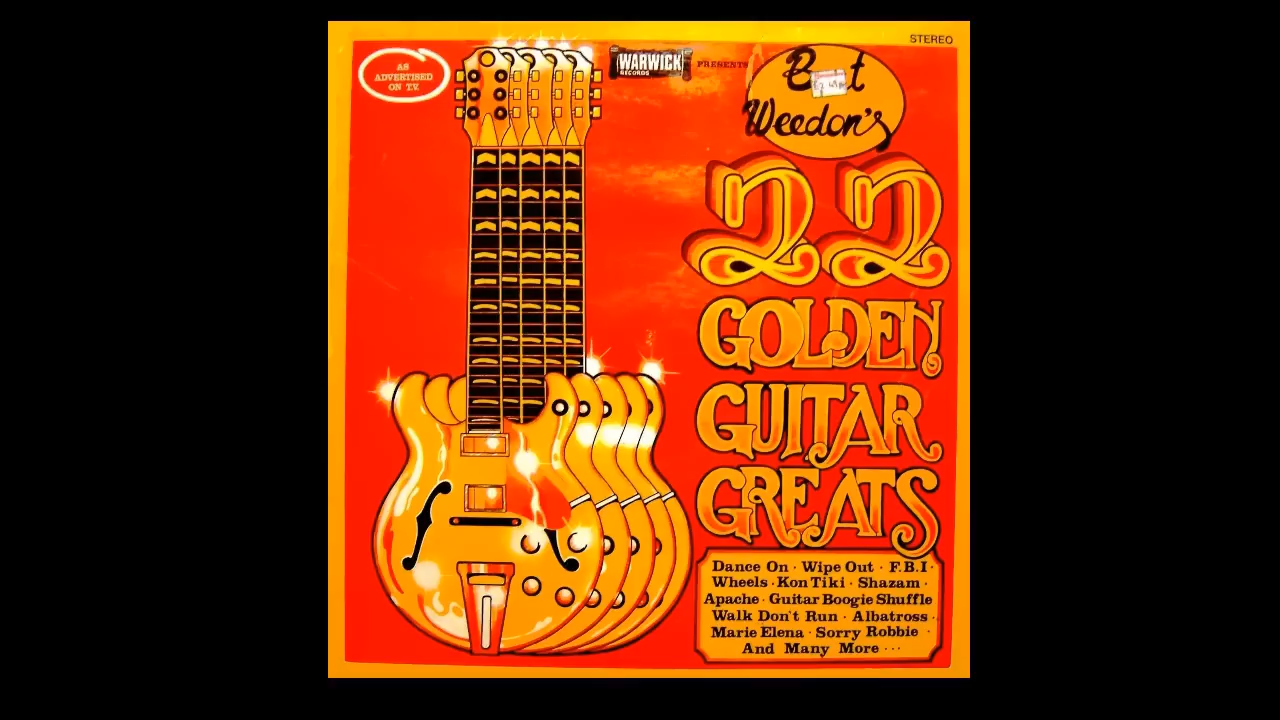 STEREO
AS
ADVERTISED
ON T.V.
WARWICK
RECORDS
PRESENTS
Weedon's
22
GOLDEN
GUITAR
GREATS
Dance On · Wipe Out · F.B.I ·
Wheels · Kon Tiki · Shazam ·
Apache · Guitar Boogie Shuffle
Walk Don't Run · Albatross ·
Marie Elena · Sorry Robbie ·
And Many More ···